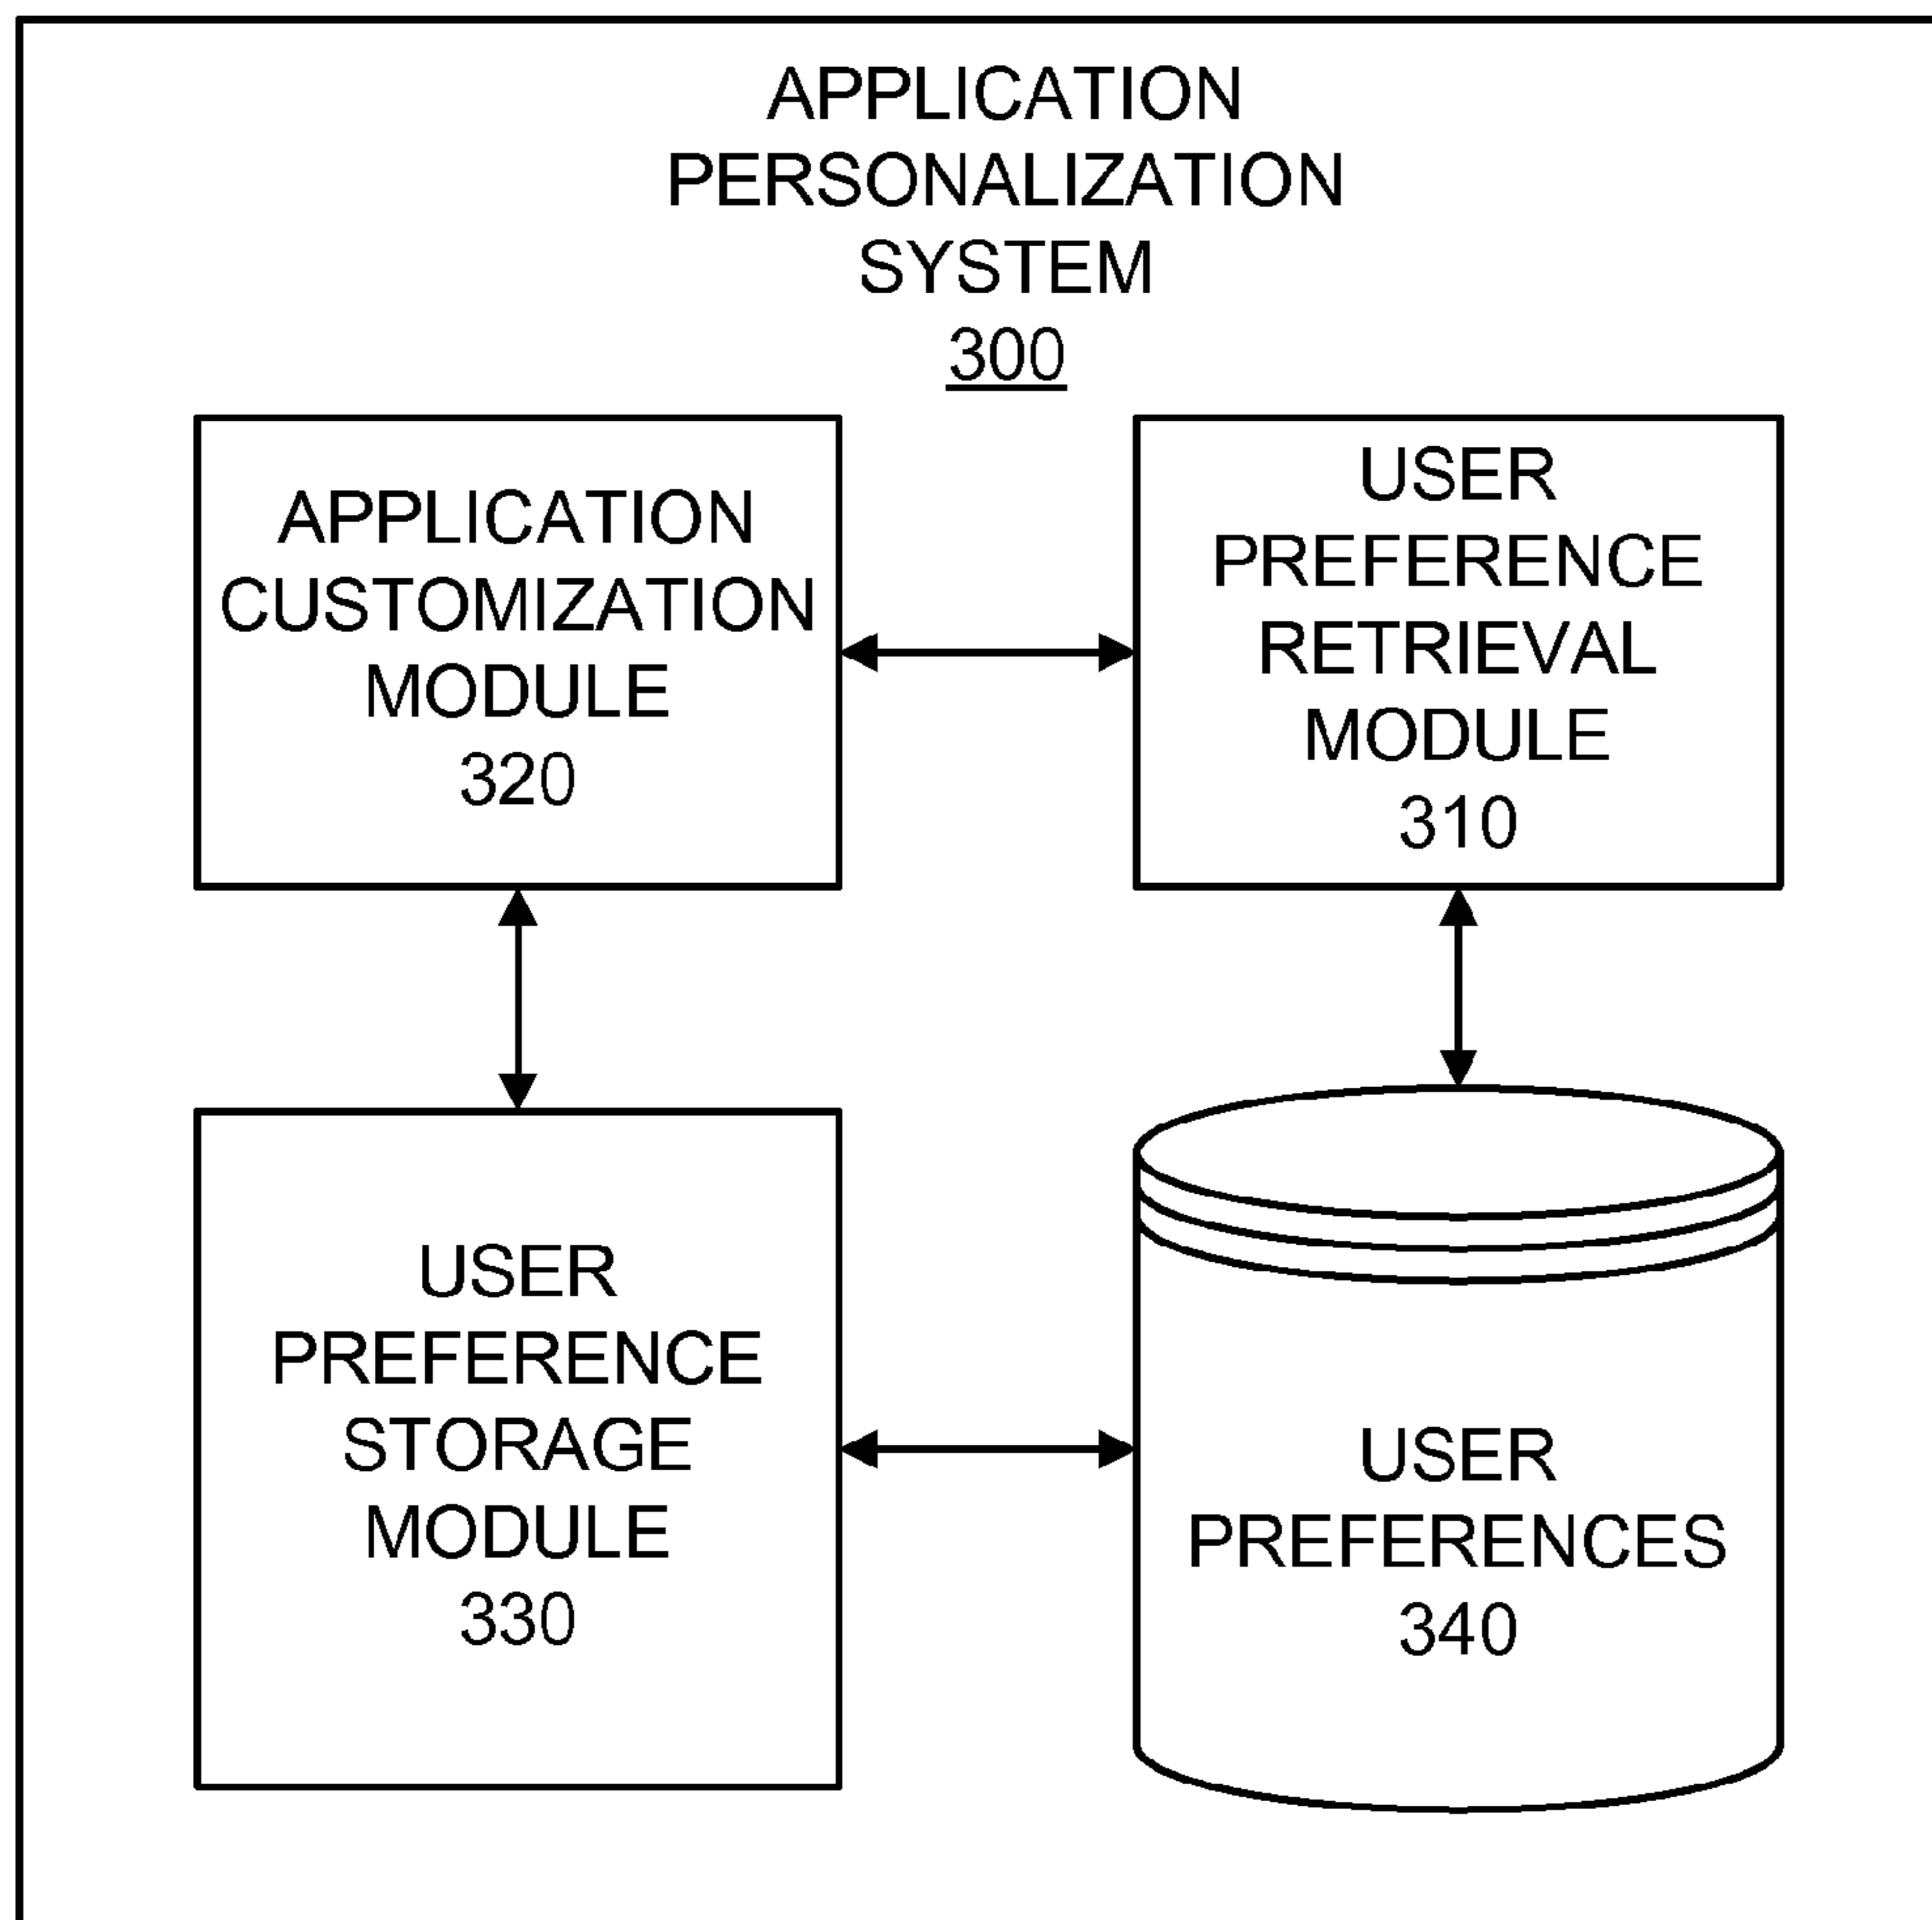 APPLICATION
PERSONALIZATION
SYSTEM
300
APPLICATION
CUSTOMIZATION
MODULE
320
USER
PREFERENCE
RETRIEVAL
MODULE
310
USER
PREFERENCE
STORAGE
MODULE
330
USER
PREFERENCES
340